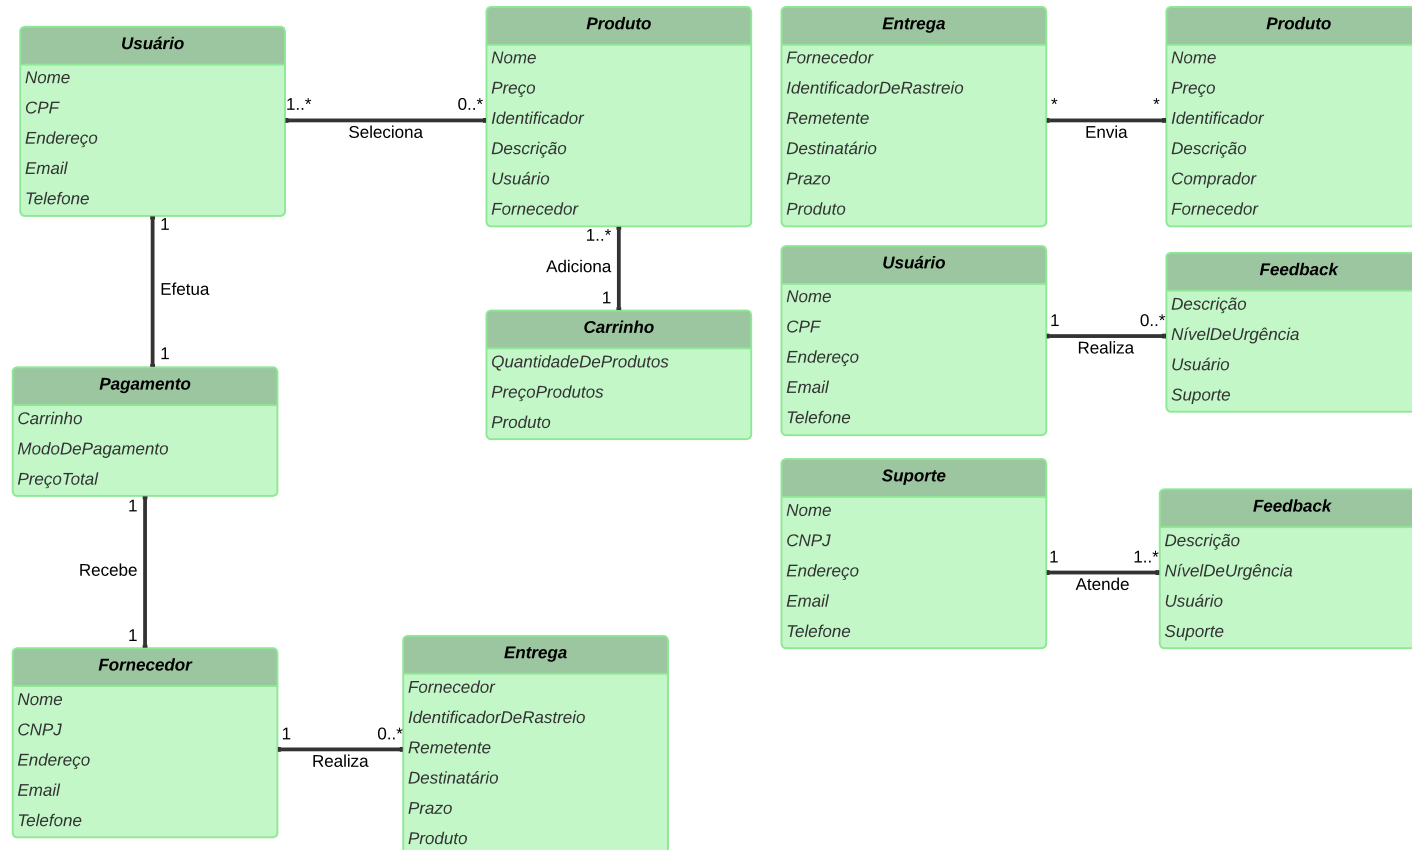 Usuário
Nome
CPF
Endereço
Email
Telefone
1..*
0..*
Seleciona
Produto
Nome
Preço
Identificador
Descrição
Usuário
Fornecedor
1..*
Adiciona
1
Carrinho
QuantidadeDeProdutos
PreçoProdutos
Produto
1
Efetua
1
Pagamento
Carrinho
ModoDePagamento
PreçoTotal
1
Recebe
1
Fornecedor
Nome
CNPJ
Endereço
Email
Telefone
1
0..*
Realiza
Entrega
Fornecedor
IdentificadorDeRastreio
Remetente
Destinatário
Prazo
Produto
Entrega
Fornecedor
IdentificadorDeRastreio
Remetente
Destinatário
Prazo
Produto
*
*
Envia
Produto
Nome
Preço
Identificador
Descrição
Comprador
Fornecedor
Usuário
Nome
CPF
Endereço
Email
Telefone
1
0..*
Realiza
Feedback
Descrição
NívelDeUrgência
Usuário
Suporte
Suporte
Nome
CNPJ
Endereço
Email
Telefone
1
1..*
Atende
Feedback
Descrição
NívelDeUrgência
Usuário
Suporte